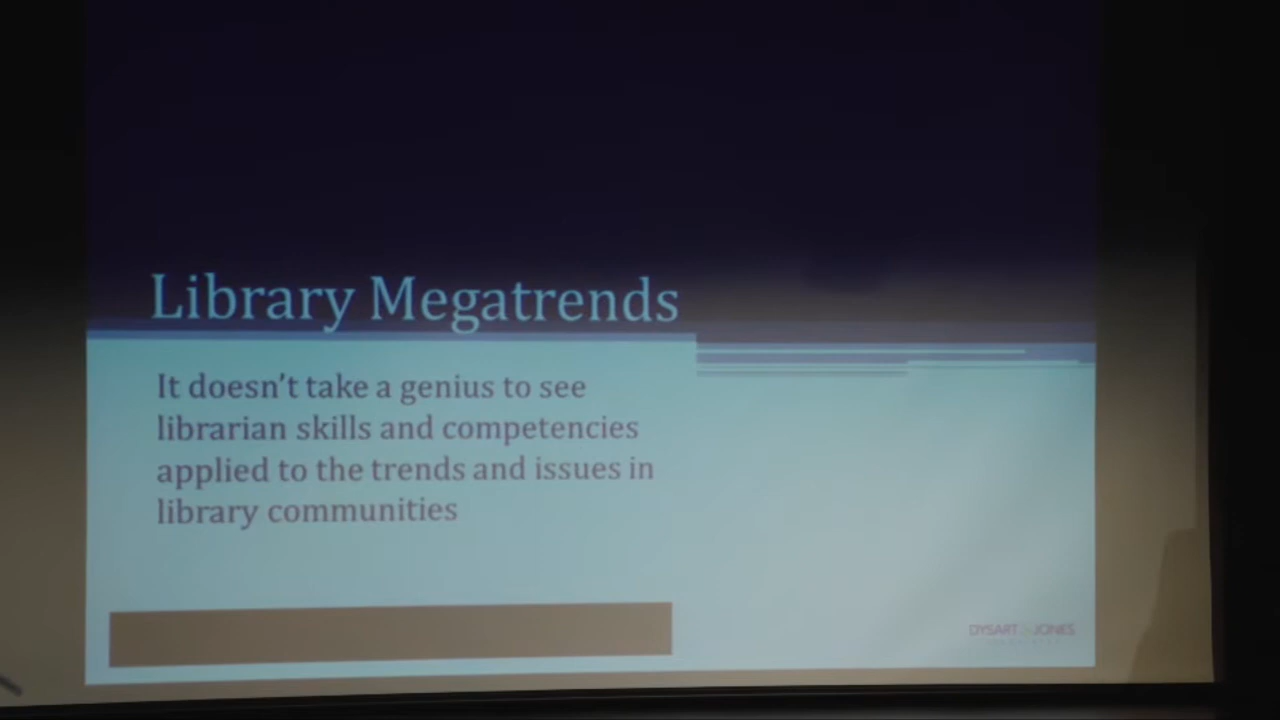 Library Megatrends
It doesn't take a genius to see
librarian skills and competencies
applied to the trends and issues in
library communities
DYSART JONES